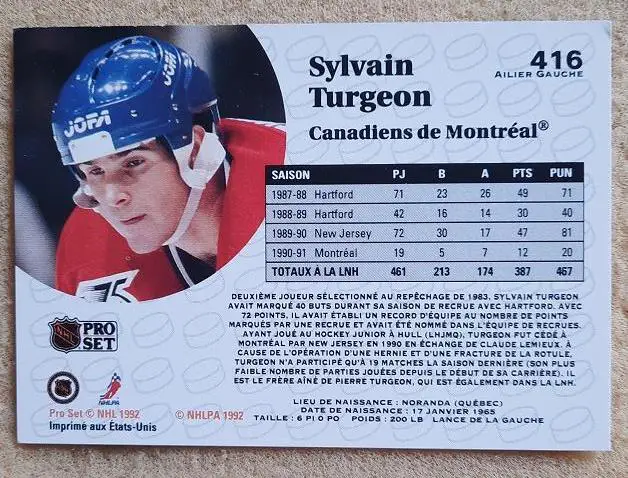 416
AILIER GAUCHE
Sylvain
Turgeon
Canadiens de Montréal®
JOFA
JOFA
SAISON PJ B A PTS PUN
1987-88 Hartford 71 23 26 49 71
1988-89 Hartford 42 16 14 30 40
1989-90 New Jersey 72 30 17 47 81
1990-91 Montréal 19 5 7 12 20
TOTAUX À LA LNH 461 213 174 387 467
DEUXIÈME JOUEUR SÉLECTIONNÉ AU REPÊCHAGE DE 1983, SYLVAIN TURGEON
AVAIT MARQUÉ 40 BUTS DURANT SA SAISON DE RECRUE AVEC HARTFORD. AVEC
72 POINTS, IL AVAIT ÉTABLI UN RECORD D'ÉQUIPE AU NOMBRE DE POINTS
MARQUÉS PAR UNE RECRUE ET AVAIT ÉTÉ NOMMÉ DANS L'ÉQUIPE DE RECRUES.
AYANT JOUÉ AU HOCKEY JUNIOR À HULL (LHJMQ), TURGEON FUT CÉDÉ À
MONTRÉAL PAR NEW JERSEY EN 1990 EN ÉCHANGE DE CLAUDE LEMIEUX. À
CAUSE DE L'OPÉRATION D'UNE HERNIE ET D'UNE FRACTURE DE LA ROTULE,
TURGEON N'A PARTICIPÉ QU'À 19 MATCHES LA SAISON DERNIÈRE (SON PLUS
FAIBLE NOMBRE DE PARTIES JOUÉES DEPUIS LE DÉBUT DE SA CARRIÈRE). IL
EST LE FRÈRE AÎNÉ DE PIERRE TURGEON, QUI EST ÉGALEMENT DANS LA LNH.
75
NHL PRO
SET
NHLPA
LIEU DE NAISSANCE : NORANDA (QUÉBEC)
DATE DE NAISSANCE : 17 JANVIER 1965
TAILLE : 6 PI 0 PO POIDS : 200 LB LANCE DE LA GAUCHE
Pro Set © NHL 1992 © NHLPA 1992
Imprimé aux États-Unis